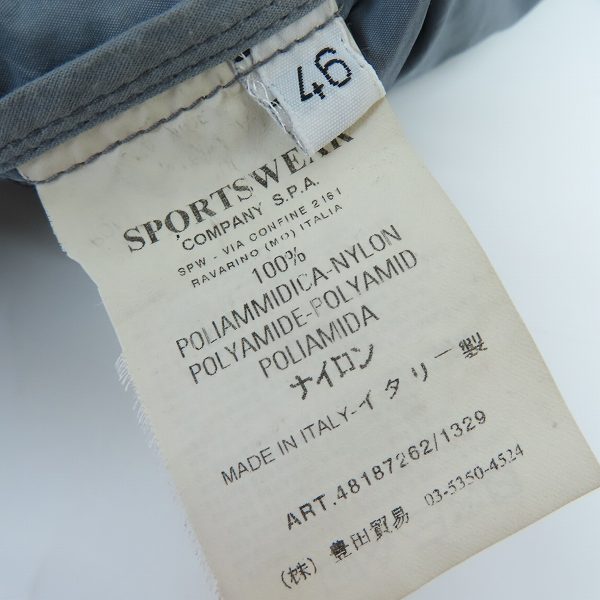 46
SPORTSWEAR
COMPANY S.P.A.
SPW - VIA CONFINE 2161
RAVARINO (MO) ITALIA
100%
POLIAMMIDICA-NYLON
POLYAMIDE-POLYAMID
POLIAMIDA
ナイロン
MADE IN ITALY-イタリー製
ART.48187262/1329
(株) 豊田貿易 03-5350-4524